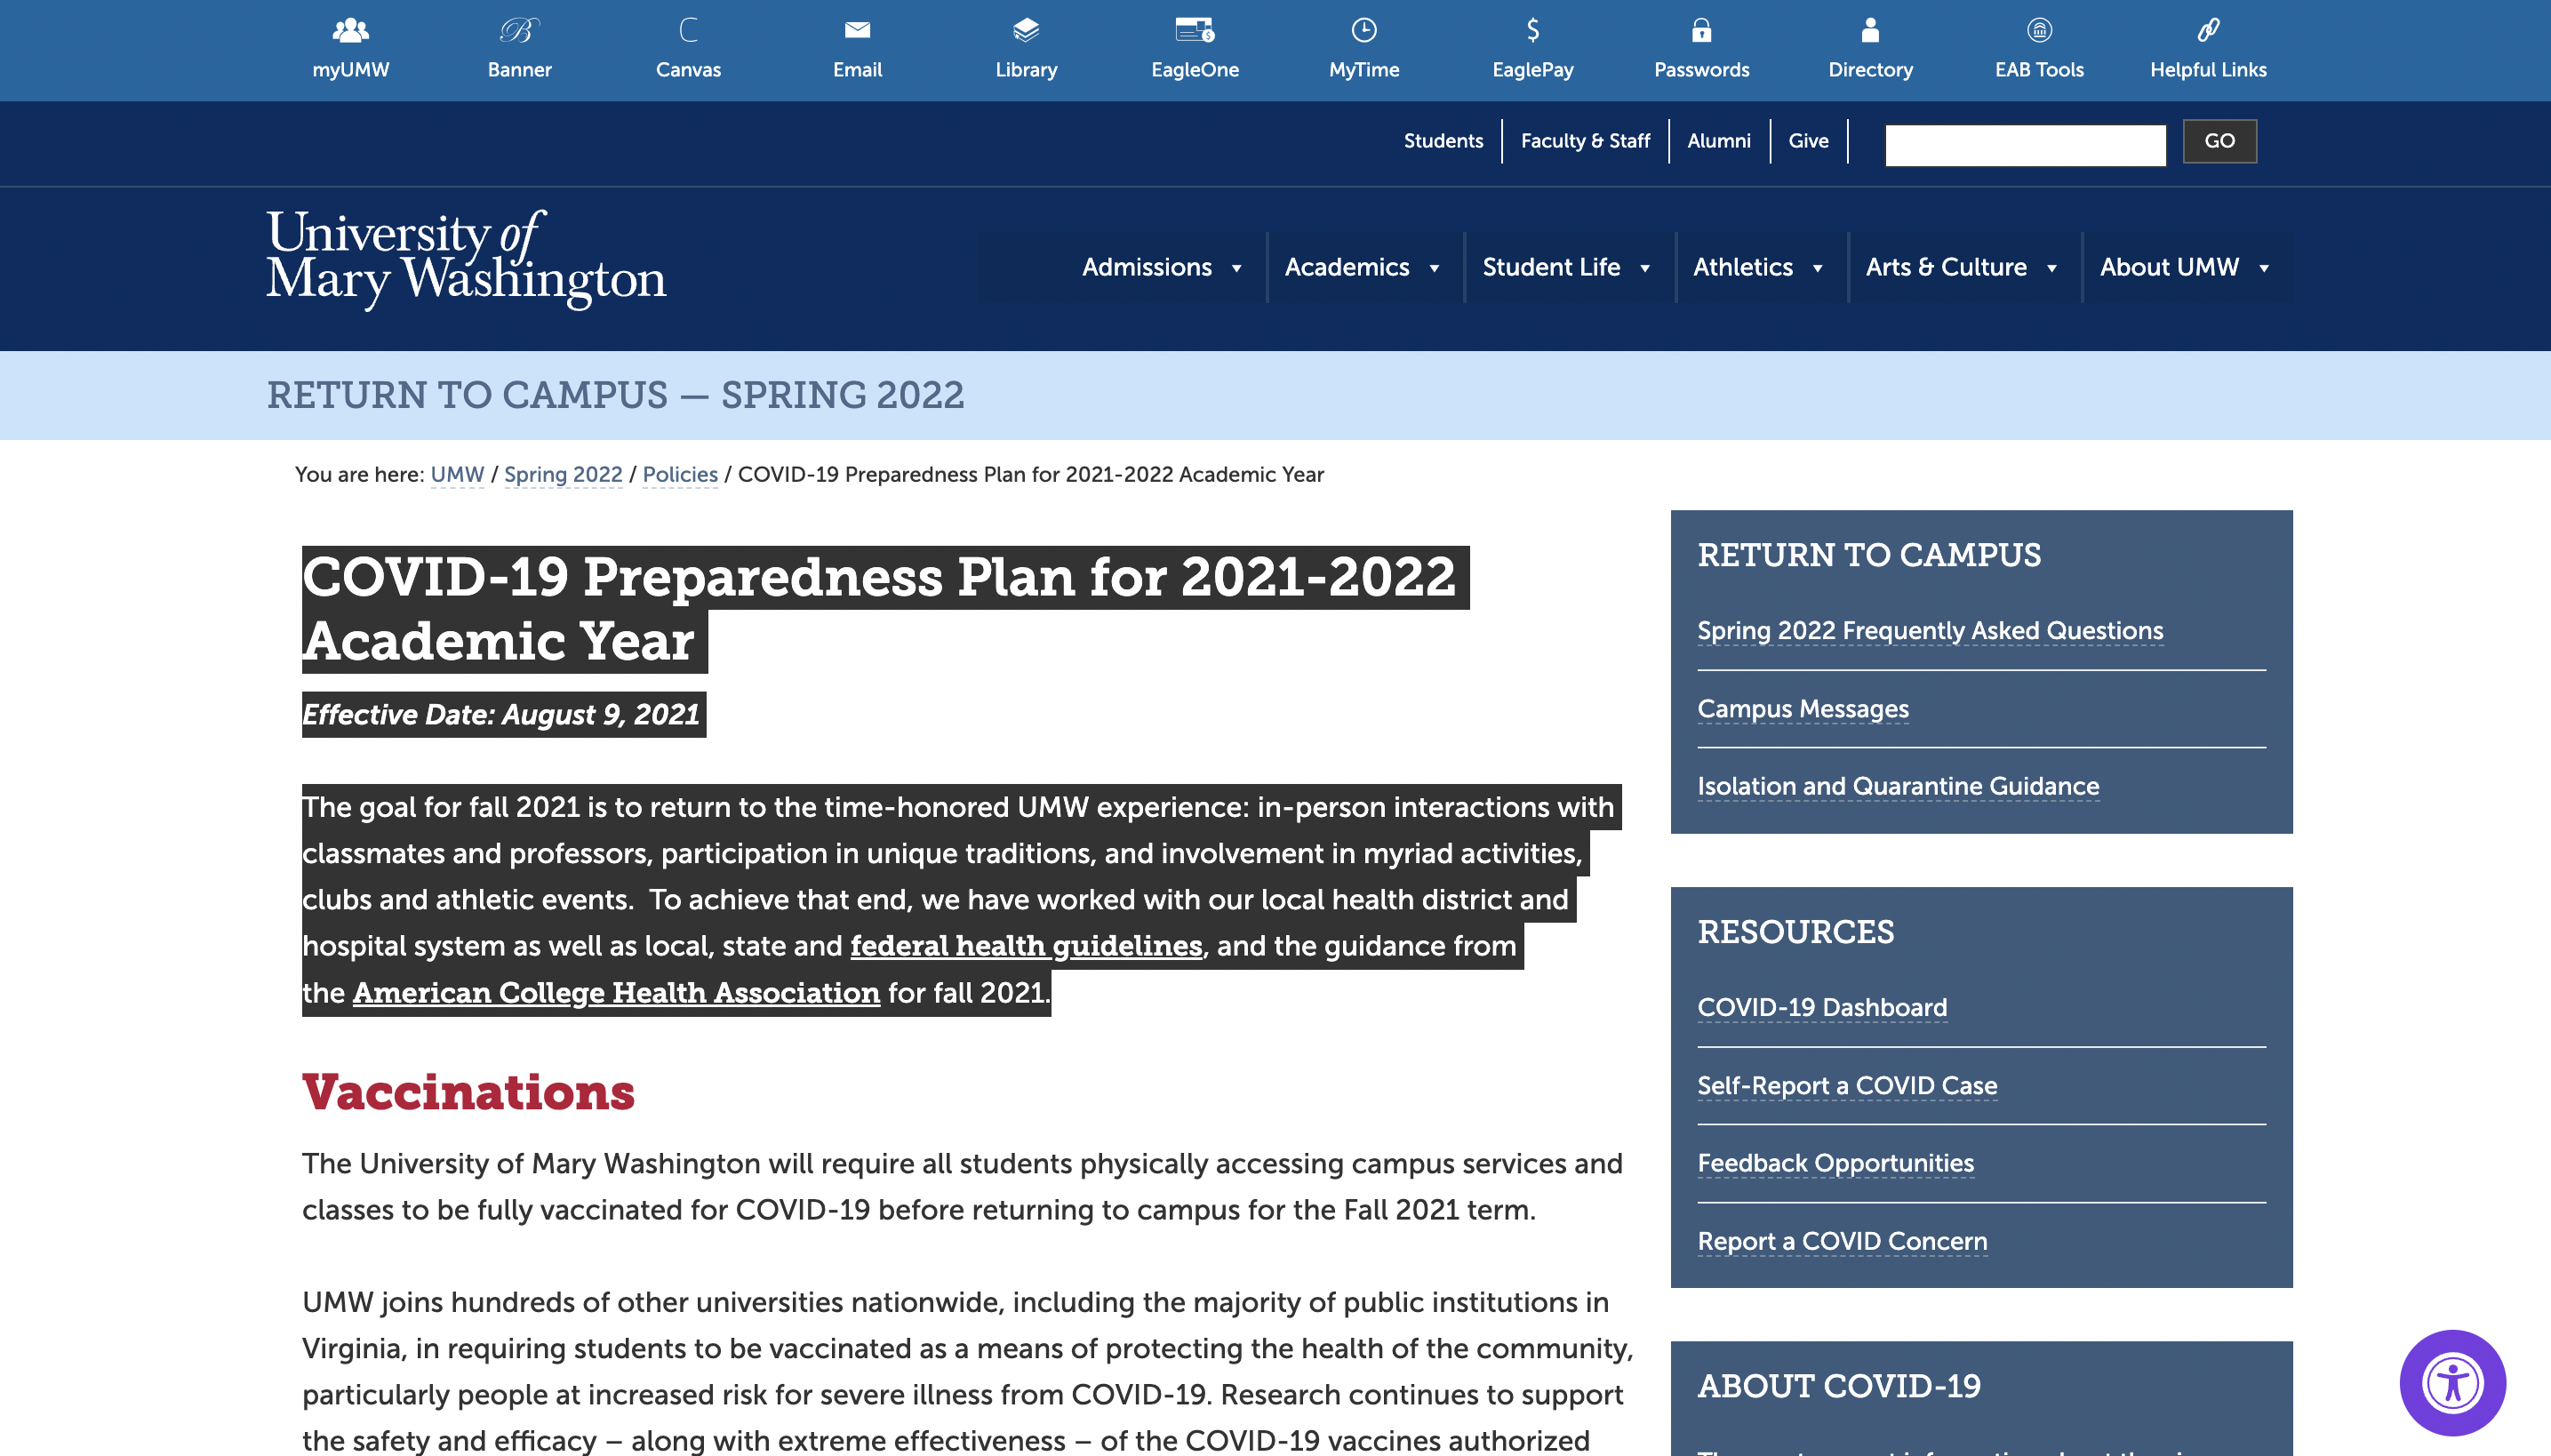 myUMW
Banner
Canvas
Email
Library
EagleOne
MyTime
EaglePay
Passwords
Directory
EAB Tools
Helpful Links
Students
Faculty & Staff
Alumni
Give
GO
University of
Mary Washington
Admissions
Academics
Student Life
Athletics
Arts & Culture
About UMW
RETURN TO CAMPUS — SPRING 2022
You are here: UMW / Spring 2022 / Policies / COVID-19 Preparedness Plan for 2021-2022 Academic Year
COVID-19 Preparedness Plan for 2021-2022
Academic Year
Effective Date: August 9, 2021
The goal for fall 2021 is to return to the time-honored UMW experience: in-person interactions with
classmates and professors, participation in unique traditions, and involvement in myriad activities,
clubs and athletic events.  To achieve that end, we have worked with our local health district and
hospital system as well as local, state and federal health guidelines, and the guidance from
the American College Health Association for fall 2021.
Vaccinations
The University of Mary Washington will require all students physically accessing campus services and
classes to be fully vaccinated for COVID-19 before returning to campus for the Fall 2021 term.
UMW joins hundreds of other universities nationwide, including the majority of public institutions in
Virginia, in requiring students to be vaccinated as a means of protecting the health of the community,
particularly people at increased risk for severe illness from COVID-19. Research continues to support
the safety and efficacy – along with extreme effectiveness – of the COVID-19 vaccines authorized
RETURN TO CAMPUS
Spring 2022 Frequently Asked Questions
Campus Messages
Isolation and Quarantine Guidance
RESOURCES
COVID-19 Dashboard
Self-Report a COVID Case
Feedback Opportunities
Report a COVID Concern
ABOUT COVID-19